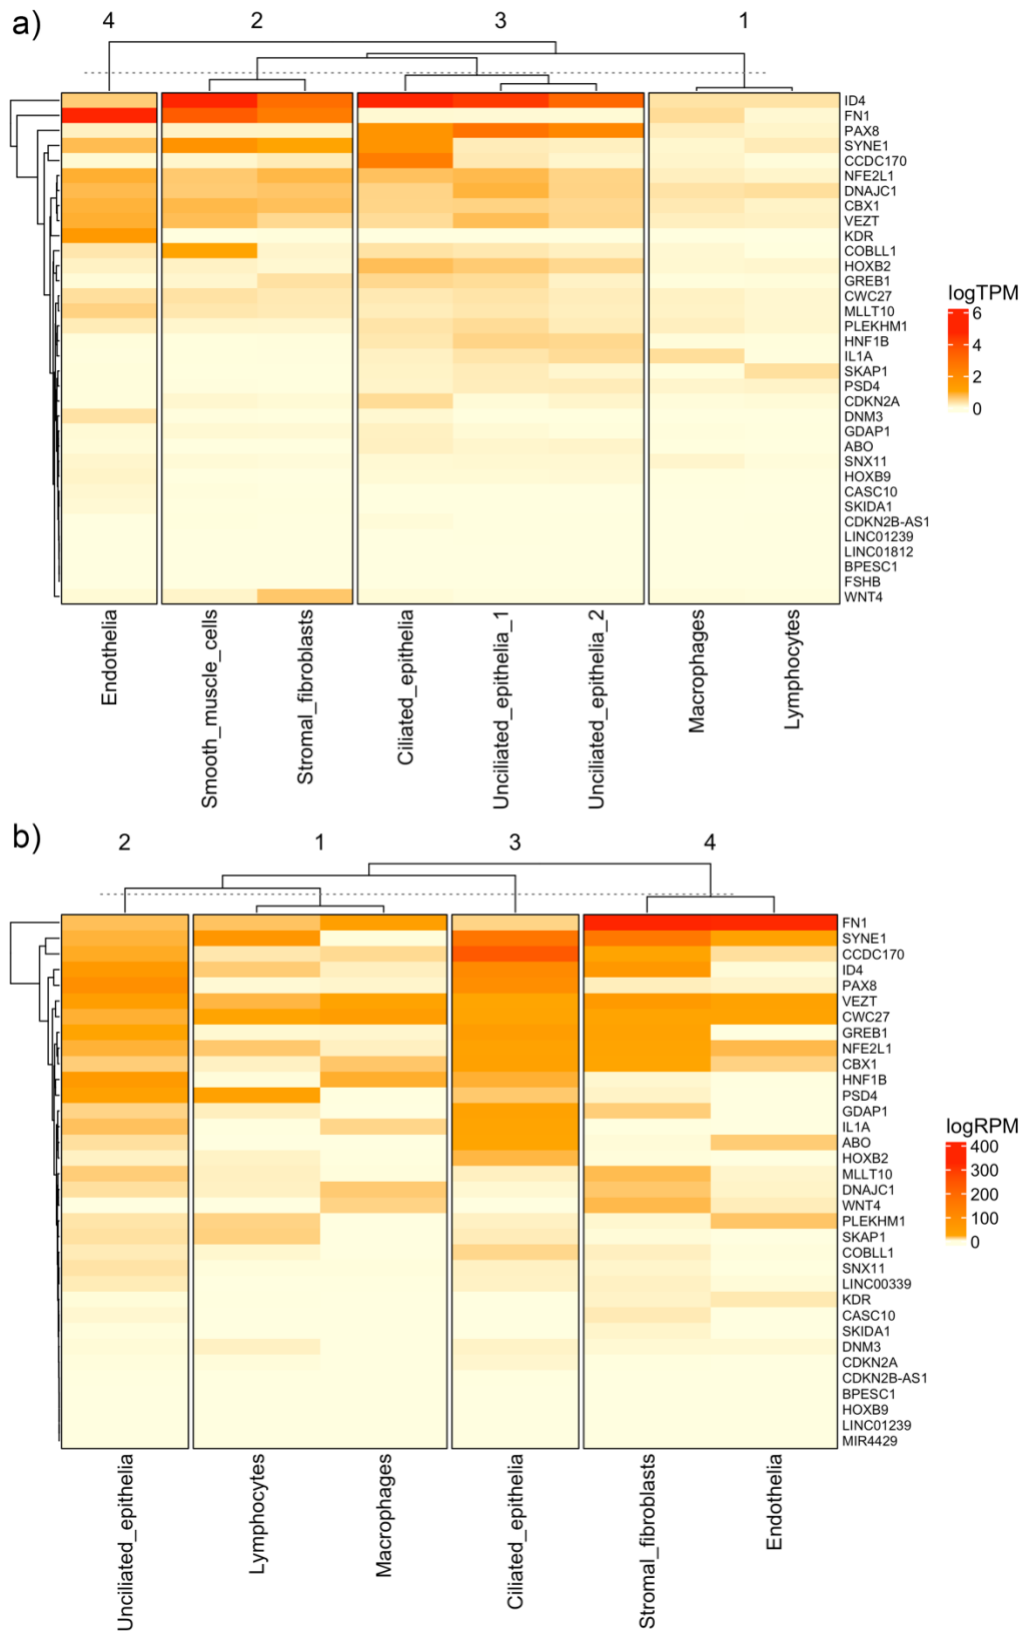 a)
4 2 3 1
ID4
FN1
PAX8
SYNE1
CCDC170
NFE2L1
DNAJC1
CBX1
VEZT
KDR
COBLL1
HOXB2
GREB1
CWC27
MLLT10
PLEKHM1
HNF1B
IL1A
SKAP1
PSD4
CDKN2A
DNM3
GDAP1
ABO
SNX11
HOXB9
CASC10
SKIDA1
CDKN2B-AS1
LINC01239
LINC01812
BPESC1
FSHB
WNT4
logTPM
6
4
2
0
Endothelia
Smooth_muscle_cells
Stromal_fibroblasts
Ciliated_epithelia
Unciliated_epithelia_1
Unciliated_epithelia_2
Macrophages
Lymphocytes
b)
2 1 3 4
FN1
SYNE1
CCDC170
ID4
PAX8
VEZT
CWC27
GREB1
NFE2L1
CBX1
HNF1B
PSD4
GDAP1
IL1A
ABO
HOXB2
MLLT10
DNAJC1
WNT4
PLEKHM1
SKAP1
COBLL1
SNX11
LINC00339
KDR
CASC10
SKIDA1
DNM3
CDKN2A
CDKN2B-AS1
BPESC1
HOXB9
LINC01239
MIR4429
logRPM
400
300
200
100
0
Unciliated_epithelia
Lymphocytes
Macrophages
Ciliated_epithelia
Stromal_fibroblasts
Endothelia